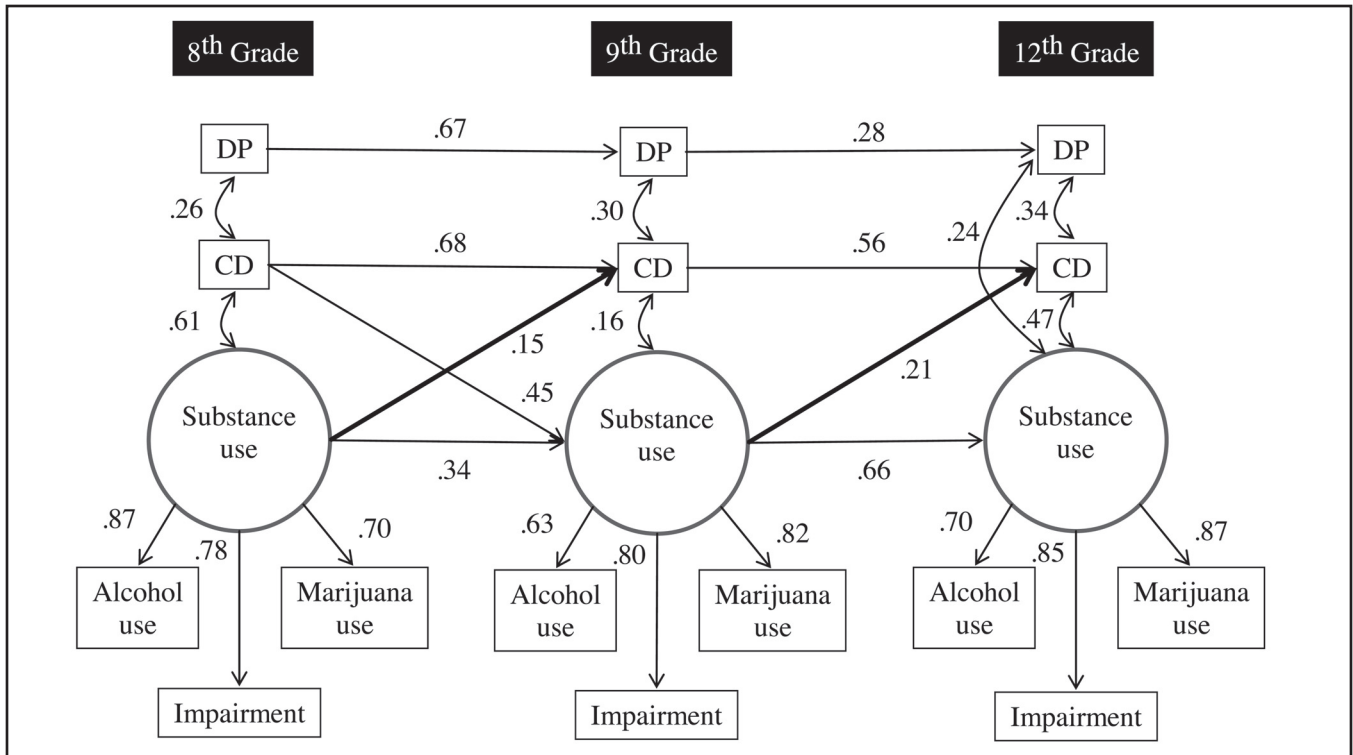 8th Grade
9th Grade
12th Grade
DP
.67
DP
.28
DP
.26
.30
.24
.34
CD
.68
CD
.56
CD
.61
.15
.16
.21
.47
.45
Substance
use
.34
Substance
use
.66
Substance
use
.87
.78
.70
.63
.80
.82
.70
.85
.87
Alcohol
use
Marijuana
use
Alcohol
use
Marijuana
use
Alcohol
use
Marijuana
use
Impairment
Impairment
Impairment